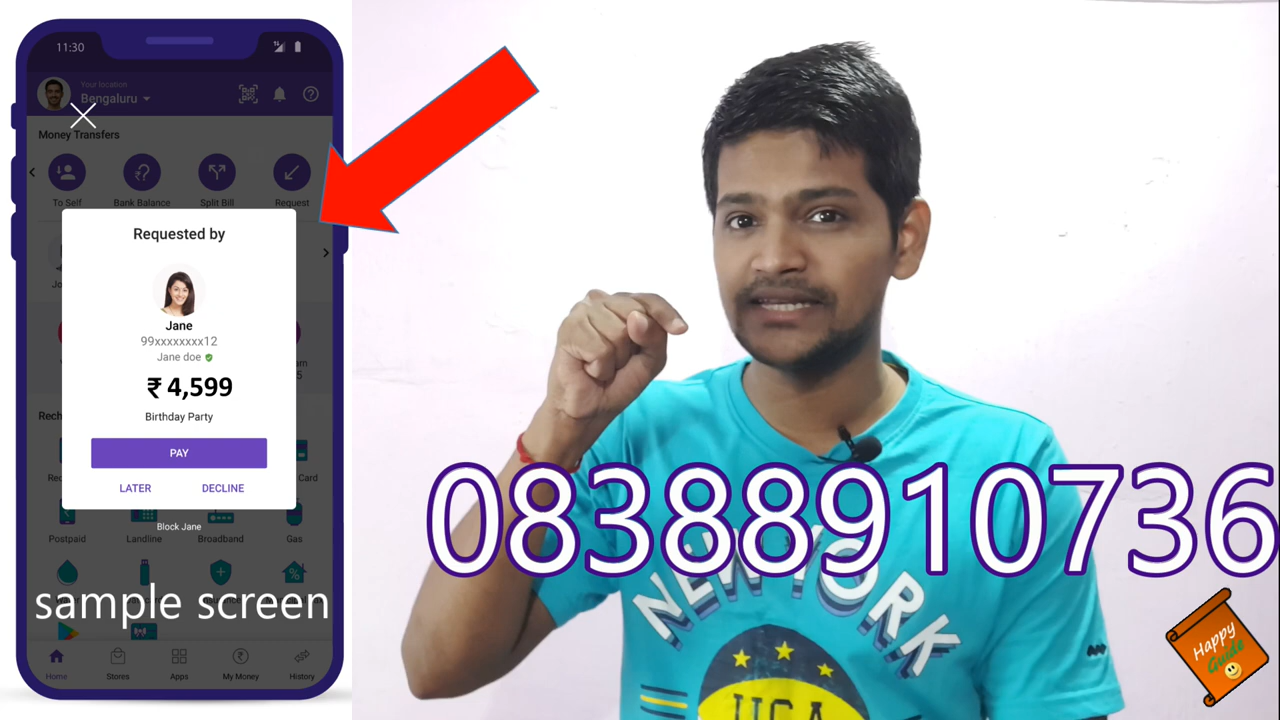 11:30
Your location
Bengaluru
Money Transfers
To Self
Bank Balance
Split Bill
Request
Requested by
Jane
99xxxxxxxx12
Jane doe
₹ 4,599
Birthday Party
PAY
LATER
DECLINE
Card
Block Jane
Postpaid
Landline
Broadband
Gas
sample screen
Home
Stores
Apps
My Money
History
08388910736
NEW YORK
Happy
Guide